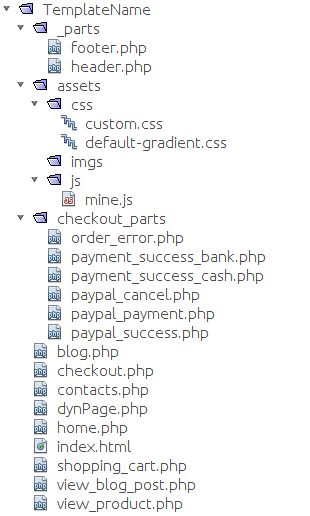 TemplateName
_parts
footer.php
header.php
assets
css
custom.css
default-gradient.css
imgs
js
mine.js
checkout_parts
order_error.php
payment_success_bank.php
payment_success_cash.php
paypal_cancel.php
paypal_payment.php
paypal_success.php
blog.php
checkout.php
contacts.php
dynPage.php
home.php
index.html
shopping_cart.php
view_blog_post.php
view_product.php